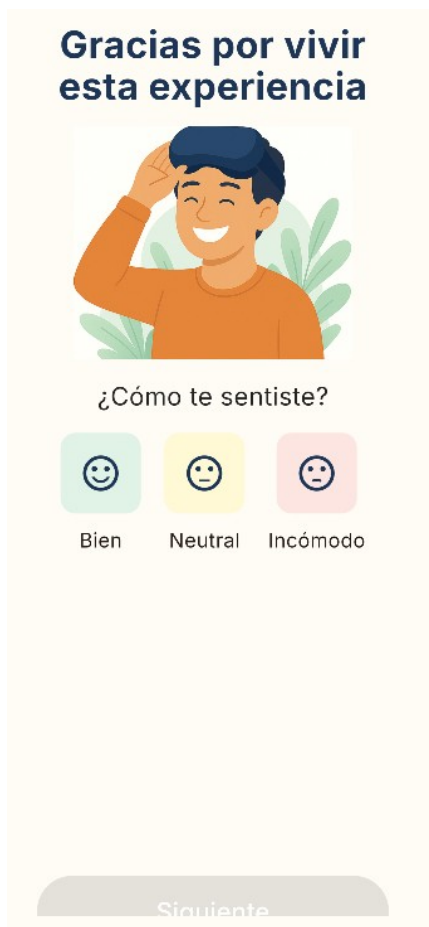 Gracias por vivir
esta experiencia
¿Cómo te sentiste?
Bien
Neutral
Incómodo
Siguiente